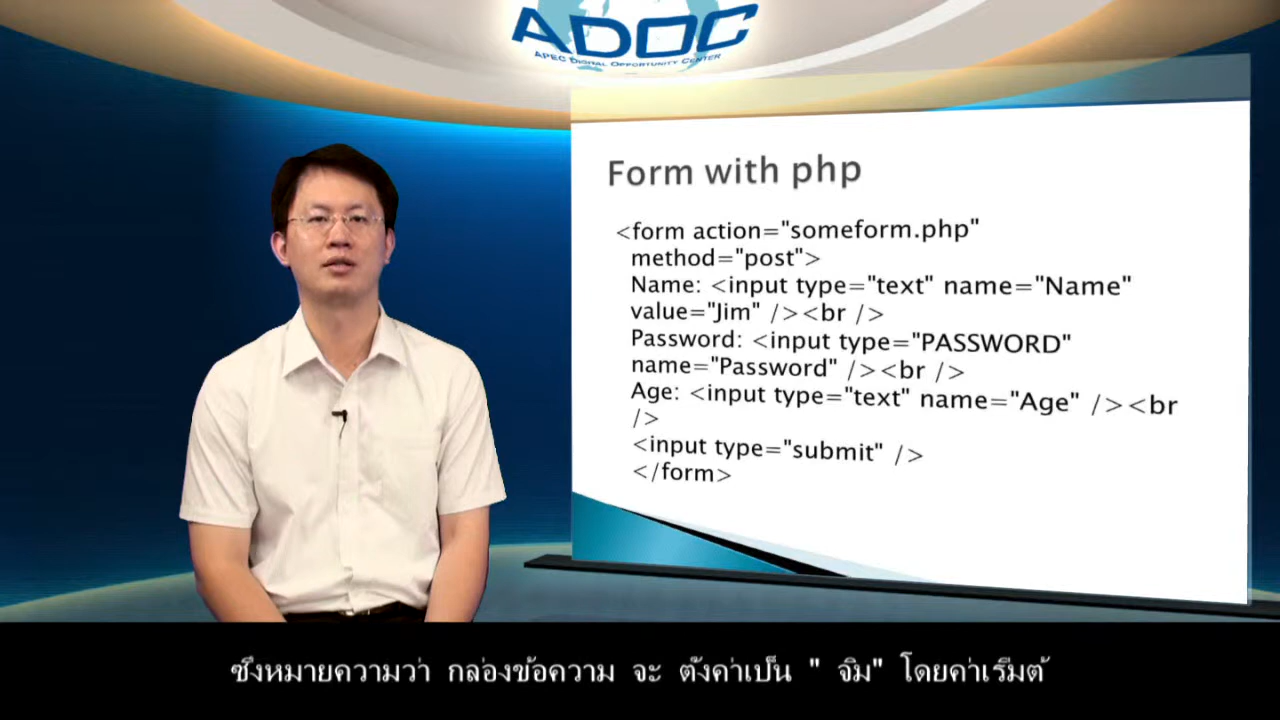 ADOC
APEC DIGITAL OPPORTUNITY CENTER
Form with php
<form action="someform.php"
method="post">
Name: <input type="text" name="Name"
value="Jim" /><br />
Password: <input type="PASSWORD"
name="Password" /><br />
Age: <input type="text" name="Age" /><br
/>
<input type="submit" />
</form>
ซึ่งหมายความว่า กล่องข้อความ จะ ตั้งค่าเป็น " จิม" โดยค่าเริ่มต้